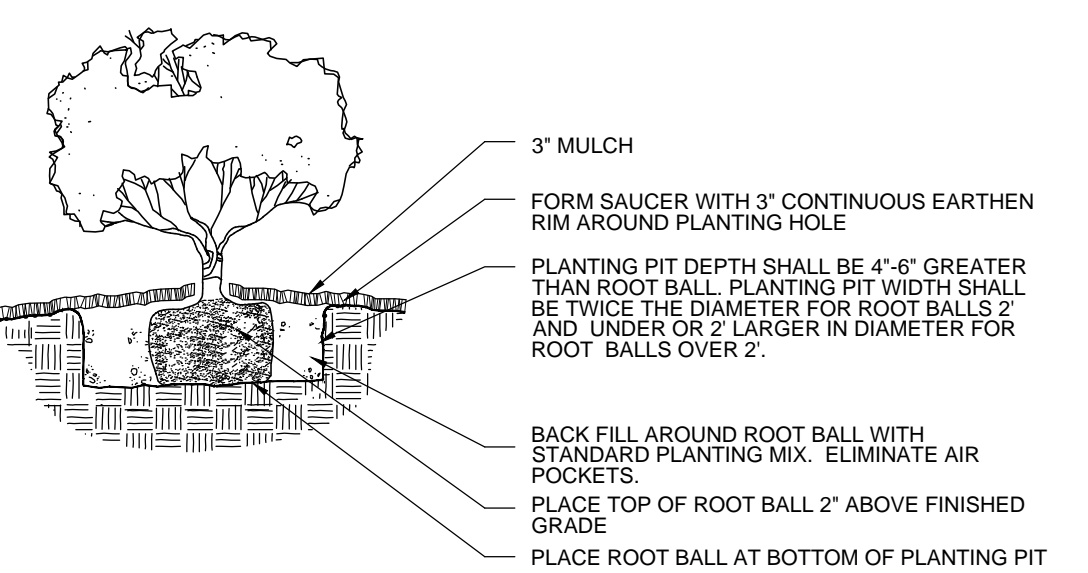 3" MULCH
FORM SAUCER WITH 3" CONTINUOUS EARTHEN
RIM AROUND PLANTING HOLE
PLANTING PIT DEPTH SHALL BE 4"-6" GREATER
THAN ROOT BALL. PLANTING PIT WIDTH SHALL
BE TWICE THE DIAMETER FOR ROOT BALLS 2'
AND UNDER OR 2' LARGER IN DIAMETER FOR
ROOT BALLS OVER 2'.
BACK FILL AROUND ROOT BALL WITH
STANDARD PLANTING MIX. ELIMINATE AIR
POCKETS.
PLACE TOP OF ROOT BALL 2" ABOVE FINISHED
GRADE
PLACE ROOT BALL AT BOTTOM OF PLANTING PIT